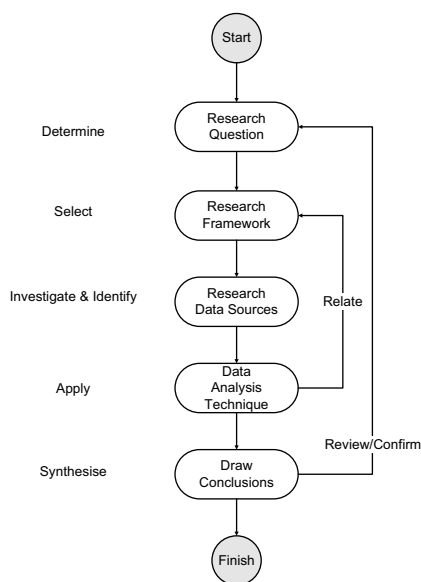 Start
Determine
Research
Question
Select
Research
Framework
Investigate & Identify
Research
Data Sources
Relate
Apply
Data
Analysis
Technique
Review/Confirm
Synthesise
Draw
Conclusions
Finish